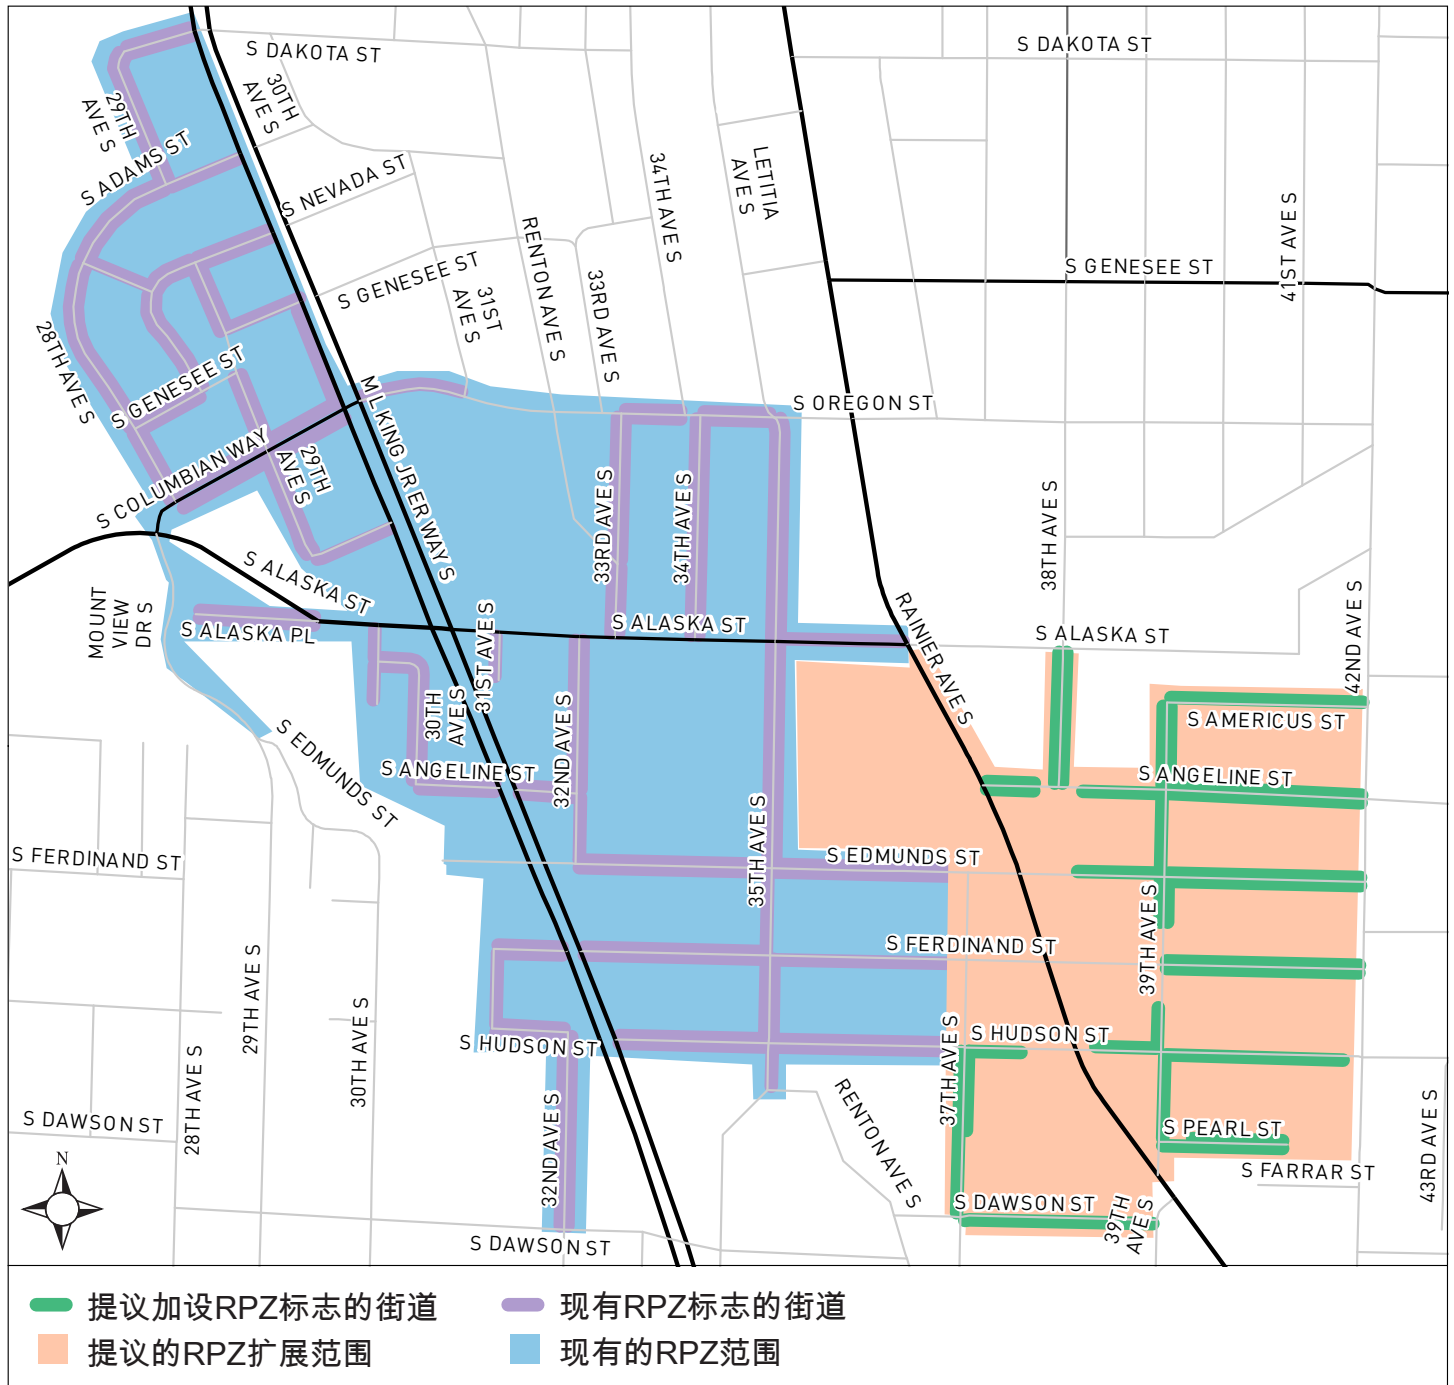 S DAKOTA ST
S DAKOTA ST
30TH
AVE S
29TH
AVE S
S ADAMS ST
S NEVADA ST
34TH AVE S
LETITIA
AVE S
RENTON AVE S
41ST AVE S
S GENESEE ST
S GENESEE ST
31ST
AVE S
33RD AVE S
28TH AVE S
S GENESEE ST
M L KING JR ER WAY S
S OREGON ST
S COLUMBIAN WAY
29TH
AVE S
33RD AVE S
34TH AVE S
38TH AVE S
S ALASKA ST
MOUNT
VIEW
DR S
S ALASKA PL
31ST AVE S
S ALASKA ST
RAINIER AVE S
S ALASKA ST
42ND AVE S
30TH
AVE S
32ND AVE S
S AMERICUS ST
S EDMUNDS ST
S ANGELINE ST
S ANGELINE ST
35TH AVE S
S FERDINAND ST
S EDMUNDS ST
39TH AVE S
29TH AVE S
S FERDINAND ST
30TH AVE S
28TH AVE S
S HUDSON ST
37TH AVE S
S HUDSON ST
S DAWSON ST
32ND AVE S
RENTON AVE S
S PEARL ST
43RD AVE S
S FARRAR ST
N
S DAWSON ST
39TH
AVE S
S DAWSON ST
提议加设RPZ标志的街道
现有RPZ标志的街道
提议的RPZ扩展范围
现有的RPZ范围